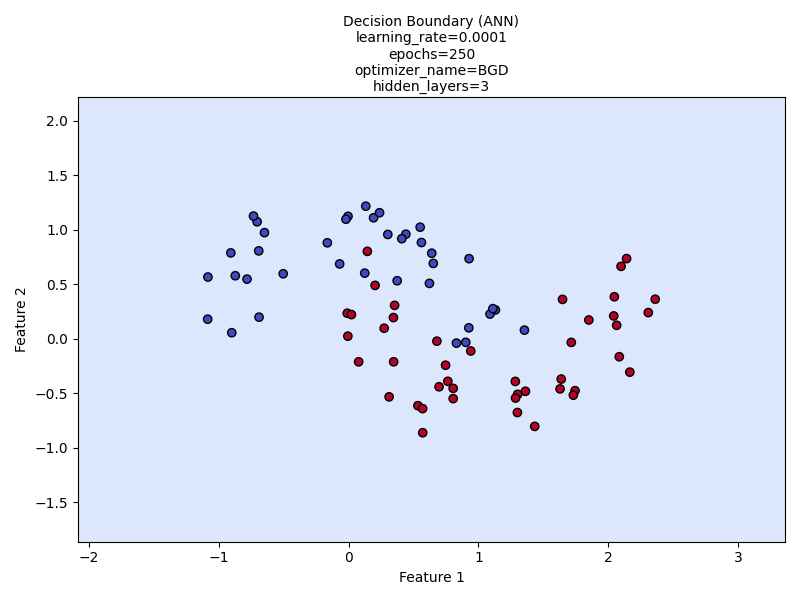 Decision Boundary (ANN)
learning_rate=0.0001
epochs=250
optimizer_name=BGD
hidden_layers=3
2.0
1.5
1.0
0.5
0.0
−0.5
−1.0
−1.5
Feature 2
−2
−1
0
1
2
3
Feature 1